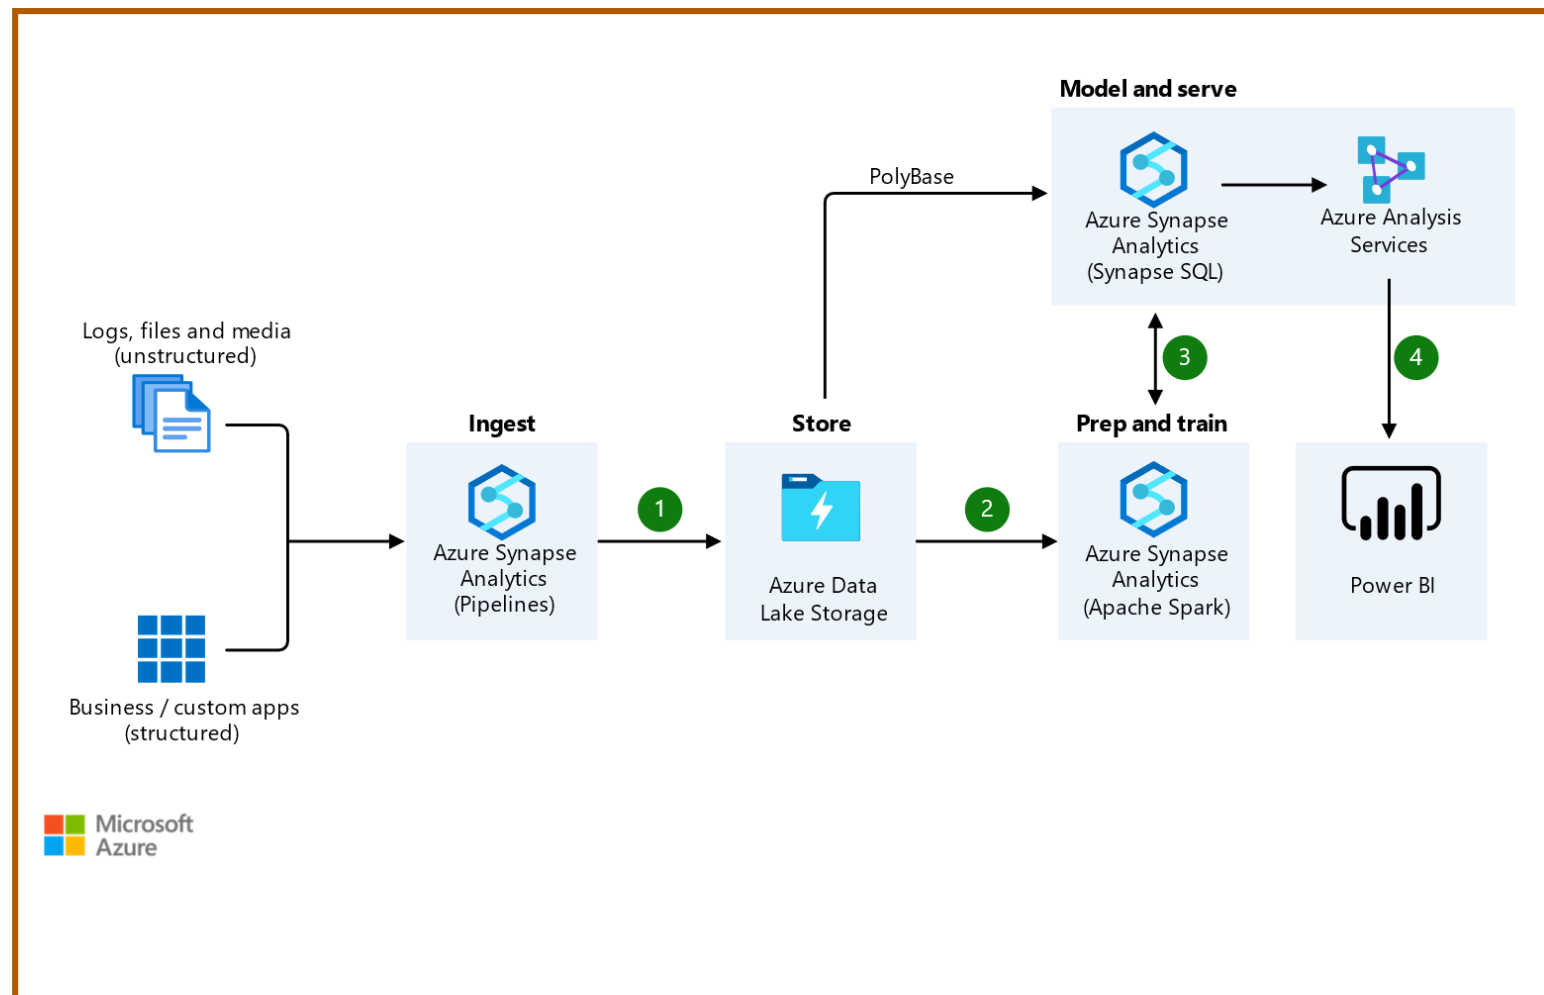 Model and serve
PolyBase
Azure Synapse
Analytics
(Synapse SQL)
Azure Analysis
Services
Logs, files and media
(unstructured)
3
4
Ingest
Store
Prep and train
1
2
Azure Synapse
Analytics
(Pipelines)
Azure Data
Lake Storage
Azure Synapse
Analytics
(Apache Spark)
Power BI
Business / custom apps
(structured)
Microsoft
Azure